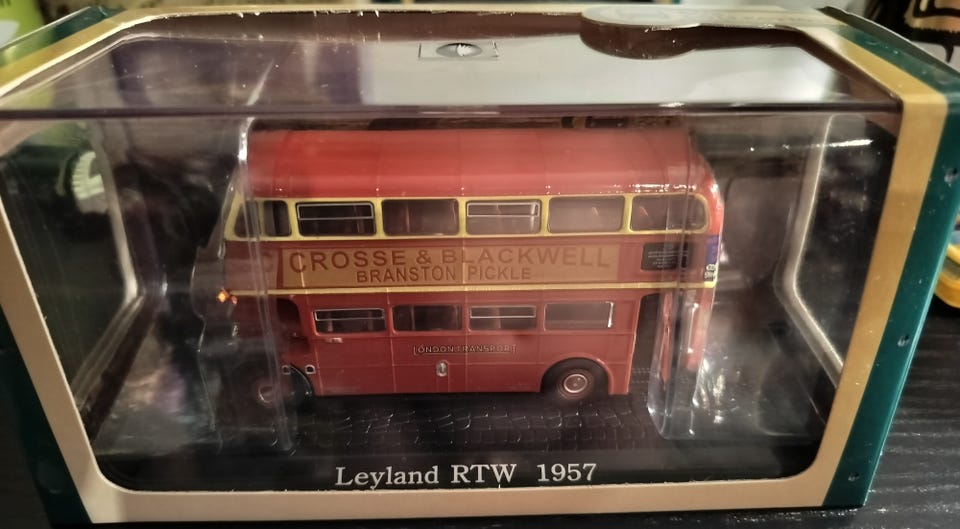 CROSSE & BLACKWELL
BRANSTON PICKLE
LONDON TRANSPORT
Leyland RTW 1957